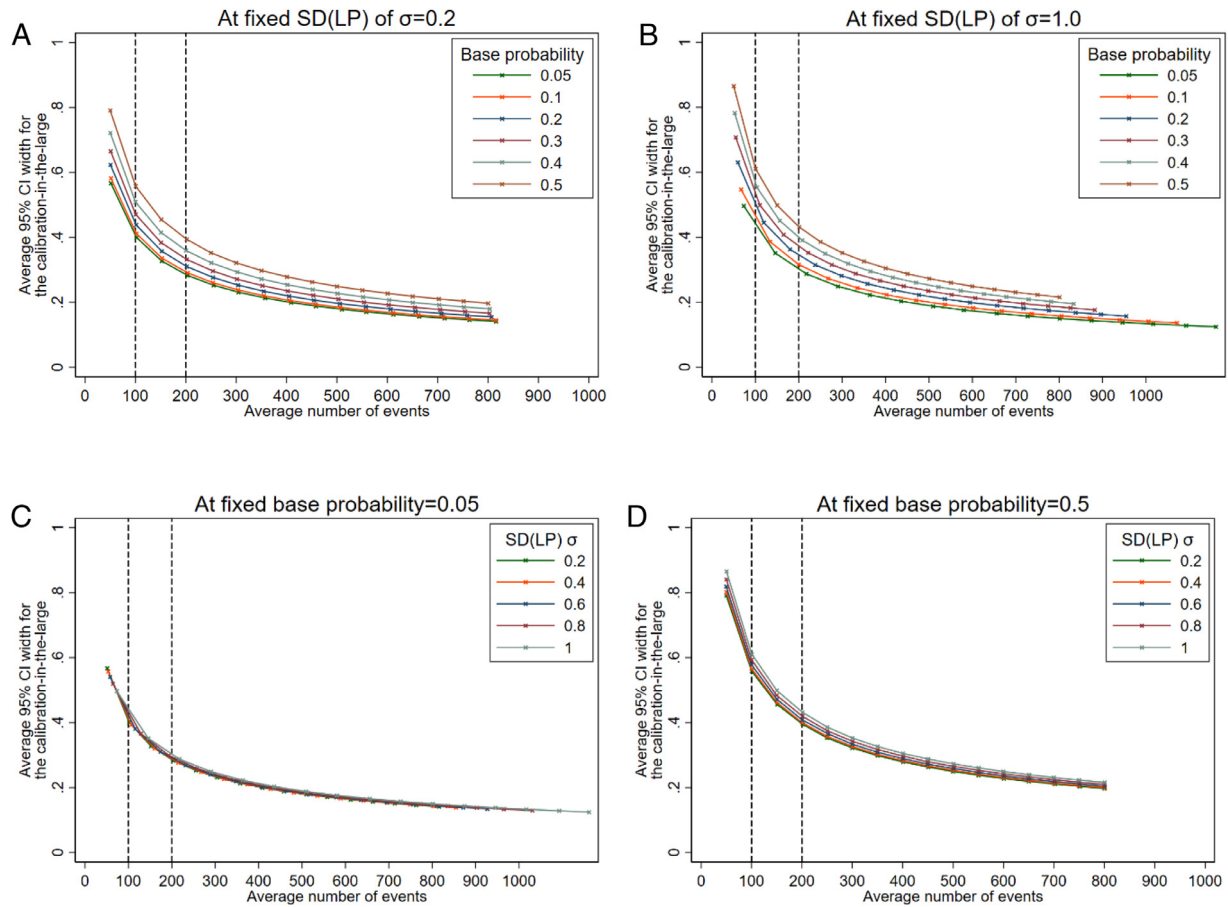 A
At fixed SD(LP) of σ=0.2
Average 95% CI width for
the calibration-in-the-large
1
.8
.6
.4
.2
0
Base probability
0.05
0.1
0.2
0.3
0.4
0.5
0 100 200 300 400 500 600 700 800 900 1000
Average number of events
B
At fixed SD(LP) of σ=1.0
Average 95% CI width for
the calibration-in-the-large
1
.8
.6
.4
.2
0
Base probability
0.05
0.1
0.2
0.3
0.4
0.5
0 100 200 300 400 500 600 700 800 900 1000
Average number of events
C
At fixed base probability=0.05
Average 95% CI width for
the calibration-in-the-large
1
.8
.6
.4
.2
0
SD(LP) σ
0.2
0.4
0.6
0.8
1
0 100 200 300 400 500 600 700 800 900 1000
Average number of events
D
At fixed base probability=0.5
Average 95% CI width for
the calibration-in-the-large
1
.8
.6
.4
.2
0
SD(LP) σ
0.2
0.4
0.6
0.8
1
0 100 200 300 400 500 600 700 800 900 1000
Average number of events